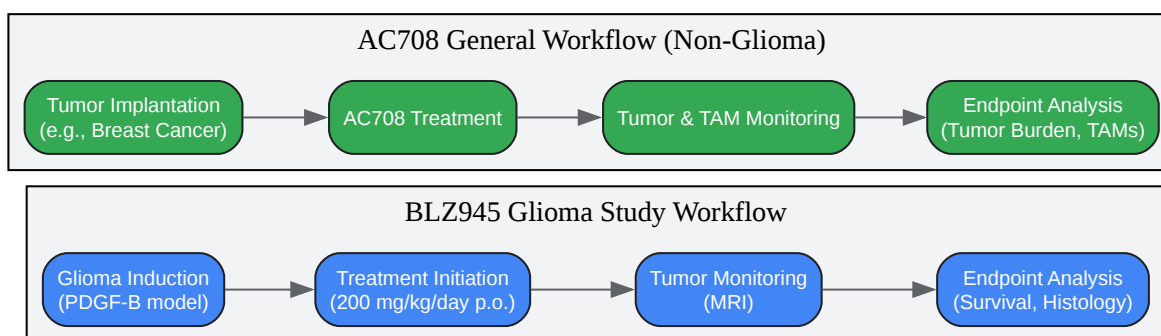 AC708 General Workflow (Non-Glioma)
Tumor Implantation
(e.g., Breast Cancer)
AC708 Treatment
Tumor & TAM Monitoring
Endpoint Analysis
(Tumor Burden, TAMs)
BLZ945 Glioma Study Workflow
Glioma Induction
(PDGF-B model)
Treatment Initiation
(200 mg/kg/day p.o.)
Tumor Monitoring
(MRI)
Endpoint Analysis
(Survival, Histology)